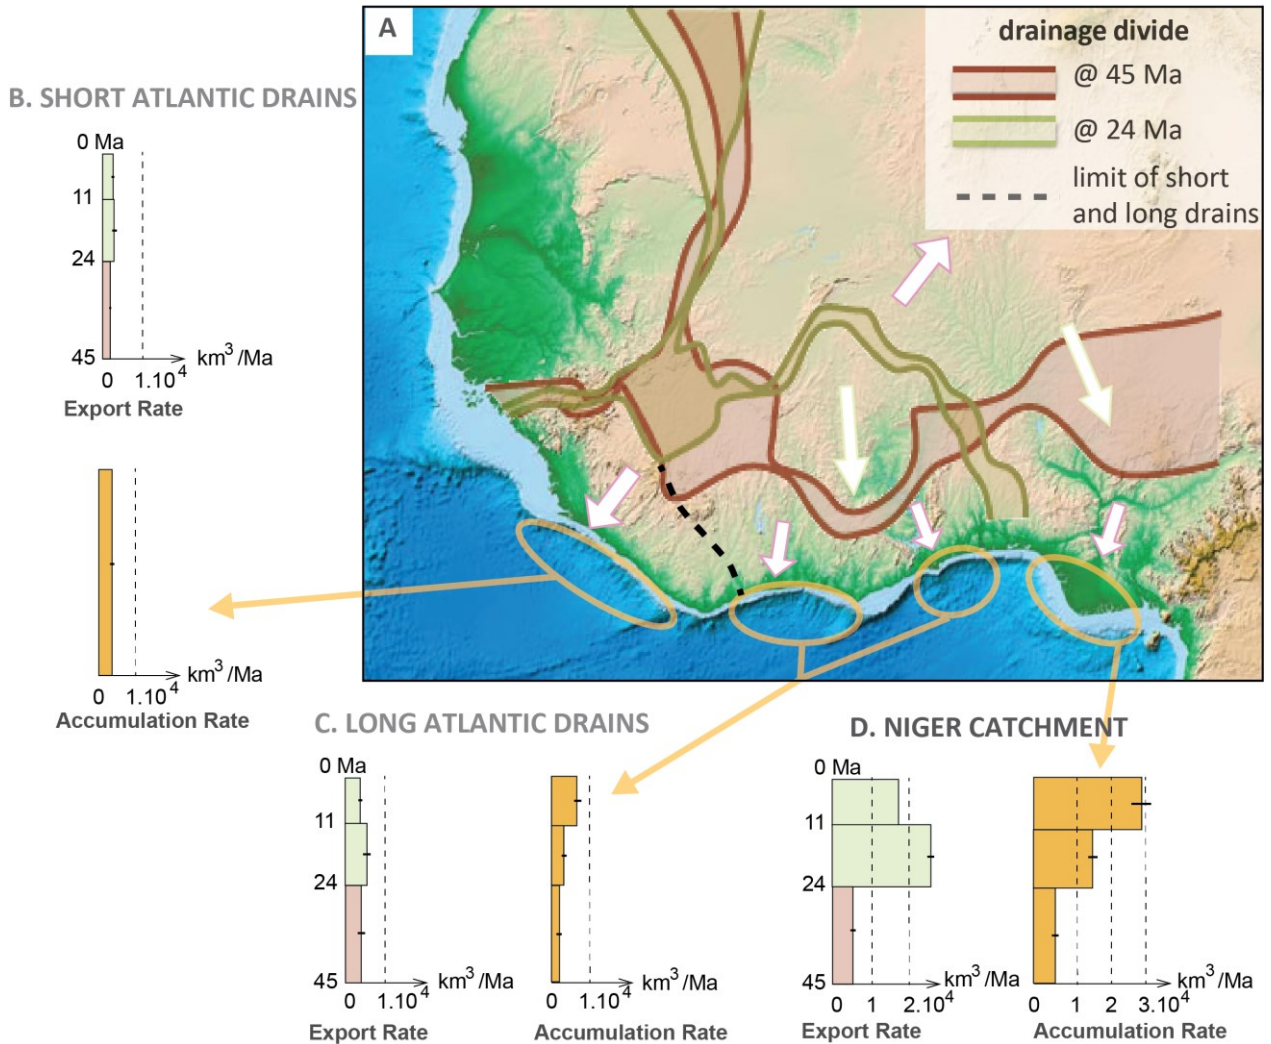 A
drainage divide
@ 45 Ma
@ 24 Ma
limit of short
and long drains
B. SHORT ATLANTIC DRAINS
0 Ma
11
24
45
km³/Ma
0 1.10⁴
Export Rate
km³/Ma
0 1.10⁴
Accumulation Rate
C. LONG ATLANTIC DRAINS
0 Ma
11
24
45
km³/Ma
0 1.10⁴
Export Rate
km³/Ma
0 1.10⁴
Accumulation Rate
D. NIGER CATCHMENT
0 Ma
11
24
45
km³/Ma
0 1 2.10⁴
Export Rate
km³/Ma
0 1 2 3.10⁴
Accumulation Rate